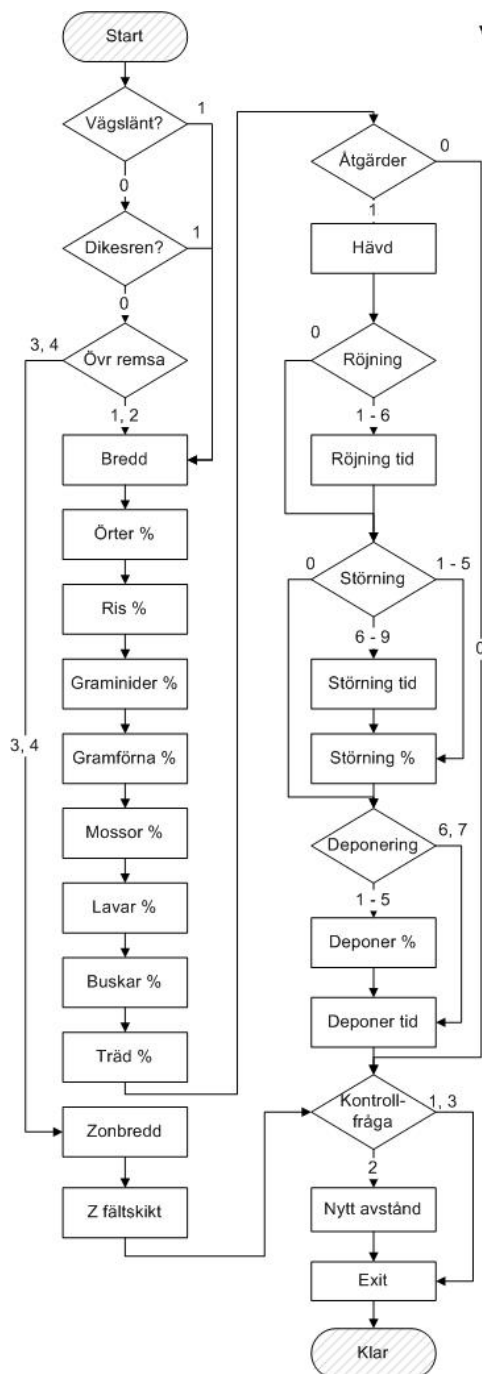 Start
Vägslänt?
1
0
Dikesren?
1
0
3, 4
Övr remsa
1, 2
Bredd
Örter %
Ris %
Graminider %
3, 4
Gramförna %
Mossor %
Lavar %
Buskar %
Träd %
Zonbredd
Z fältskikt
Åtgärder
0
1
Hävd
0
Röjning
1 - 6
Röjning tid
0
Störning
1 - 5
6 - 9
0
Störning tid
Störning %
Deponering
6, 7
1 - 5
Deponer %
Deponer tid
Kontroll-
fråga
1, 3
2
Nytt avstånd
Exit
Klar